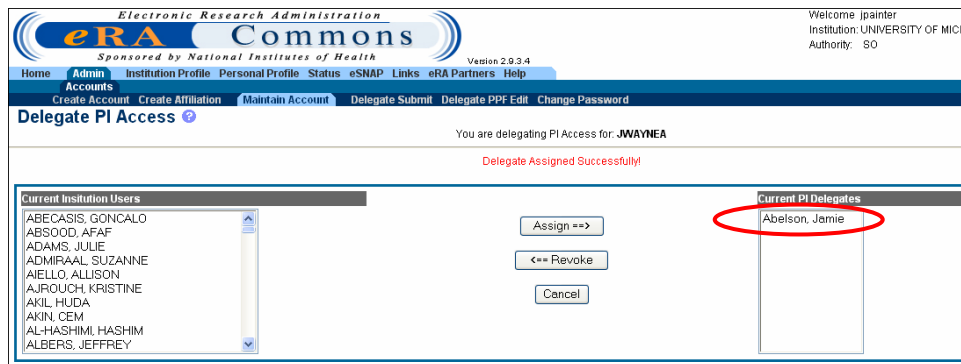 Electronic Research Administration
eRA Commons
Sponsored by National Institutes of Health
Version 2.9.3.4
Welcome jpainter
Institution: UNIVERSITY OF MICH
Authority: SO
Home Admin Institution Profile Personal Profile Status eSNAP Links eRA Partners Help
Accounts
Create Account Create Affiliation Maintain Account Delegate Submit Delegate PPF Edit Change Password
Delegate PI Access ?
You are delegating PI Access for: JWAYNEA
Delegate Assigned Successfully!
Current Insitution Users
ABECASIS, GONCALO
ABSOOD, AFAF
ADAMS, JULIE
ADMIRAAL, SUZANNE
AIELLO, ALLISON
AJROUCH, KRISTINE
AKIL, HUDA
AKIN, CEM
AL-HASHIMI, HASHIM
ALBERS, JEFFREY
Assign ==>
<== Revoke
Cancel
Current PI Delegates
Abelson, Jamie